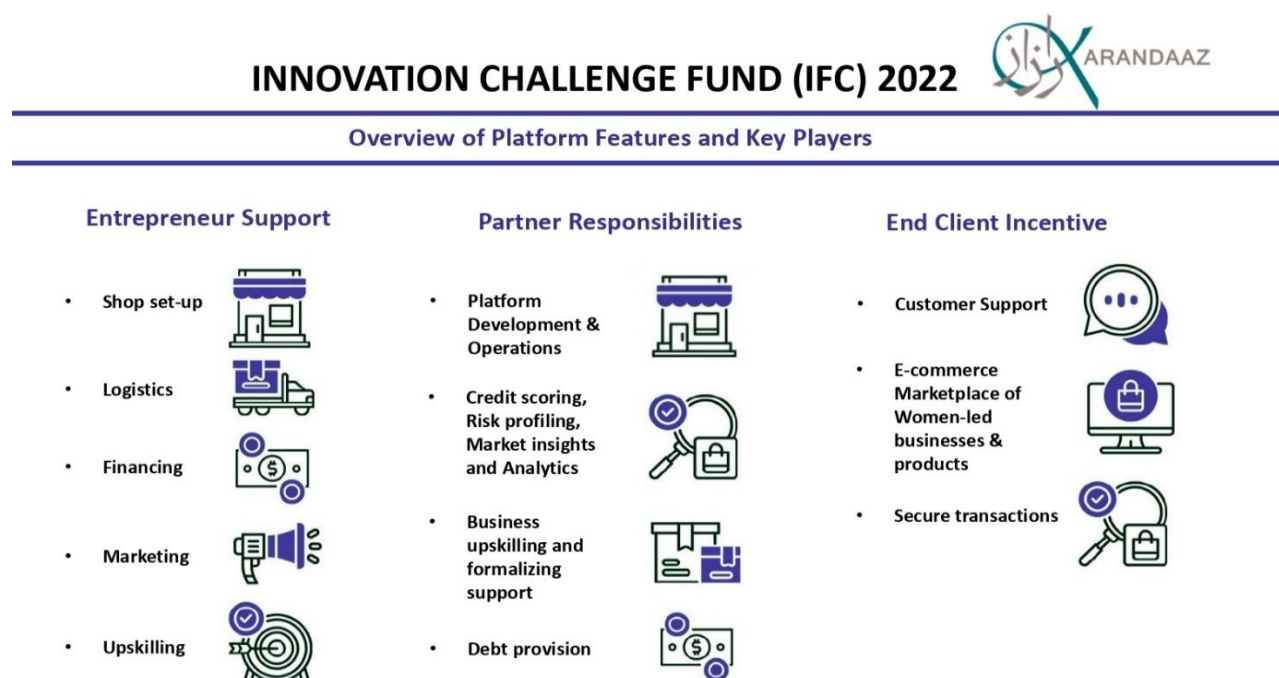 INNOVATION CHALLENGE FUND (IFC) 2022
ARANDAAZ
Overview of Platform Features and Key Players
Entrepreneur Support
• Shop set-up
• Logistics
• Financing
• Marketing
• Upskilling
Partner Responsibilities
• Platform
Development &
Operations
• Credit scoring,
Risk profiling,
Market insights
and Analytics
• Business
upskilling and
formalizing
support
• Debt provision
End Client Incentive
• Customer Support
• E-commerce
Marketplace of
Women-led
businesses &
products
• Secure transactions